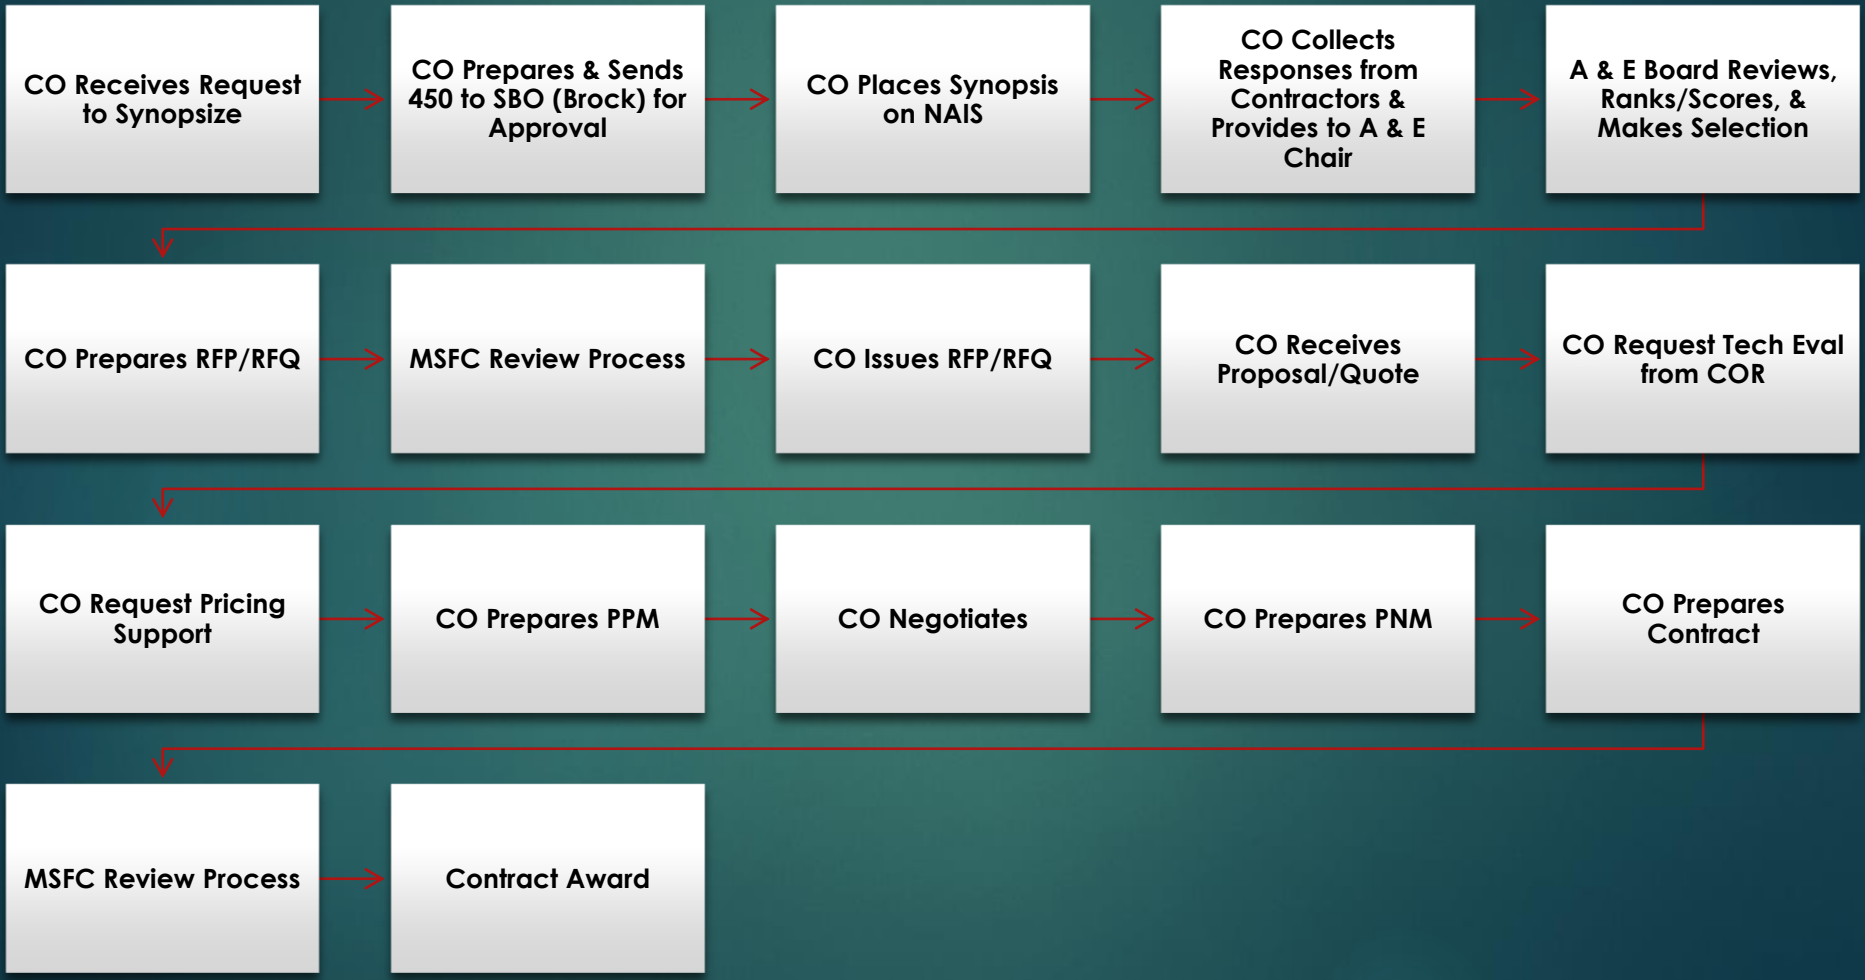 CO Receives Request
to Synopsize
CO Prepares & Sends
450 to SBO (Brock) for
Approval
CO Places Synopsis
on NAIS
CO Collects
Responses from
Contractors &
Provides to A & E
Chair
A & E Board Reviews,
Ranks/Scores, &
Makes Selection
CO Prepares RFP/RFQ
MSFC Review Process
CO Issues RFP/RFQ
CO Receives
Proposal/Quote
CO Request Tech Eval
from COR
CO Request Pricing
Support
CO Prepares PPM
CO Negotiates
CO Prepares PNM
CO Prepares
Contract
MSFC Review Process
Contract Award